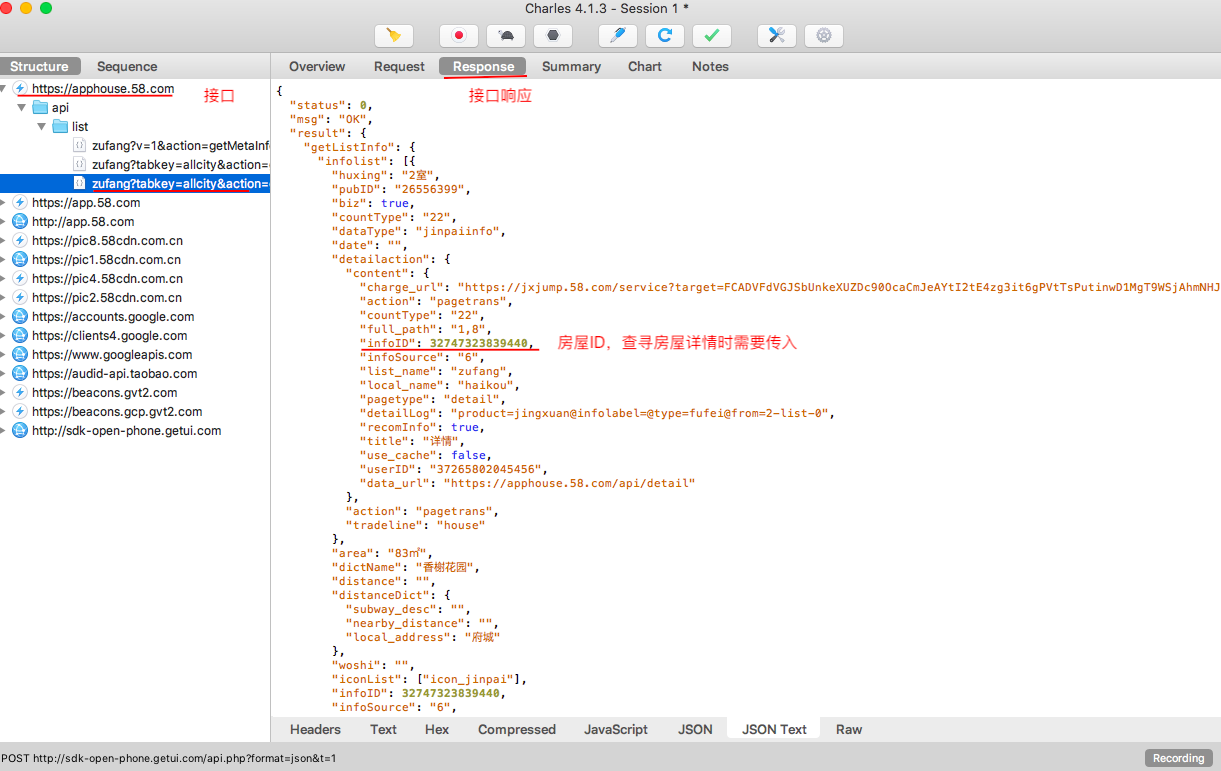 Charles 4.1.3 - Session 1 *
Structure
Sequence
Overview
Request
Response
Summary
Chart
Notes
https://apphouse.58.com
接口
api
list
zufang?v=1&action=getMetaInf
zufang?tabkey=allcity&action=
zufang?tabkey=allcity&action=
https://app.58.com
http://app.58.com
https://pic8.58cdn.com.cn
https://pic1.58cdn.com.cn
https://pic4.58cdn.com.cn
https://pic2.58cdn.com.cn
https://accounts.google.com
https://clients4.google.com
https://www.googleapis.com
https://audid-api.taobao.com
https://beacons.gvt2.com
https://beacons.gcp.gvt2.com
http://sdk-open-phone.getui.com
接口响应
{
"status": 0,
"msg": "OK",
"result": {
"getListInfo": {
"infolist": [{
"huxing": "2室",
"pubID": "26556399",
"biz": true,
"countType": "22",
"dataType": "jinpaiinfo",
"date": "",
"detailaction": {
"content": {
"charge_url": "https://jxjump.58.com/service?target=FCADVFdVGJSbUnkeXUZDc90OcaCmJeAYtI2tE4zg3it6gPVtTsPutinwD1MgT9WSjAhmNHJ
"action": "pagetrans",
"countType": "22",
"full_path": "1,8",
"infoID": 32747323839440, 房屋ID，查寻房屋详情时需要传入
"infoSource": "6",
"list_name": "zufang",
"local_name": "haikou",
"pagetype": "detail",
"detailLog": "product=jingxuan@infolabel=@type=fufei@from=2-list-0",
"recomInfo": true,
"title": "详情",
"use_cache": false,
"userID": "37265802045456",
"data_url": "https://apphouse.58.com/api/detail"
},
"action": "pagetrans",
"tradeline": "house"
},
"area": "83㎡",
"dictName": "香榭花园",
"distance": "",
"distanceDict": {
"subway_desc": "",
"nearby_distance": "",
"local_address": "府城"
},
"woshi": "",
"iconList": ["icon_jinpai"],
"infoID": 32747323839440,
"infoSource": "6",
Headers
Text
Hex
Compressed
JavaScript
JSON
JSON Text
Raw
POST http://sdk-open-phone.getui.com/api.php?format=json&t=1
Recording